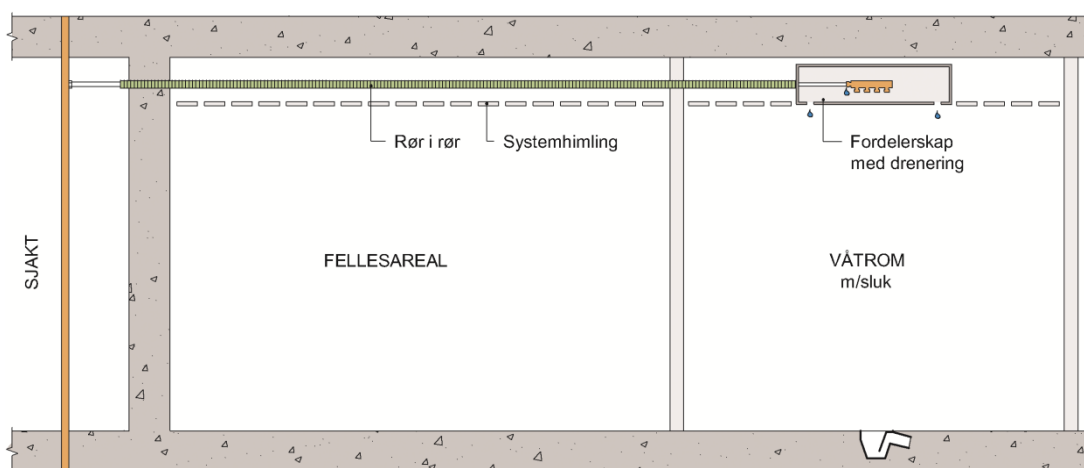 Rør i rør
Systemhimling
Fordelerskap
med drenering
SJAKT
FELLESAREAL
VÅTROM
m/sluk